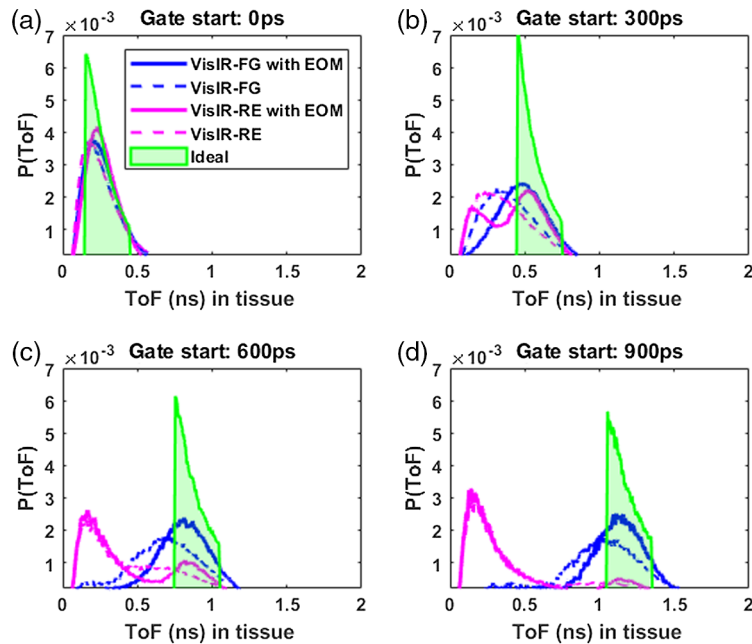 (a)
×10⁻³
Gate start: 0ps
7
6
5
4
3
2
1
P(ToF)
VisIR-FG with EOM
VisIR-FG
VisIR-RE with EOM
VisIR-RE
Ideal
0 0.5 1 1.5 2
ToF (ns) in tissue
(b)
×10⁻³
Gate start: 300ps
7
6
5
4
3
2
1
P(ToF)
0 0.5 1 1.5 2
ToF (ns) in tissue
(c)
×10⁻³
Gate start: 600ps
7
6
5
4
3
2
1
P(ToF)
0 0.5 1 1.5 2
ToF (ns) in tissue
(d)
×10⁻³
Gate start: 900ps
7
6
5
4
3
2
1
P(ToF)
0 0.5 1 1.5 2
ToF (ns) in tissue